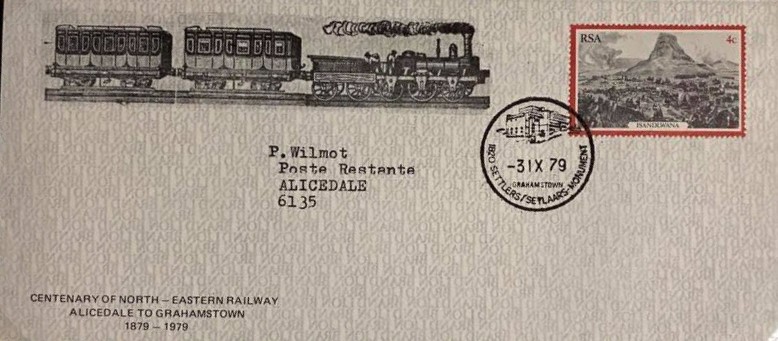 RSA 4c
ISANDLWANA
1820 SETTLERS/SETLAARS-MONUMENT
-3 IX 79
GRAHAMSTOWN
P.Wilmot
Poste Restante
ALICEDALE
6135
CENTENARY OF NORTH – EASTERN RAILWAY
ALICEDALE TO GRAHAMSTOWN
1879 – 1979